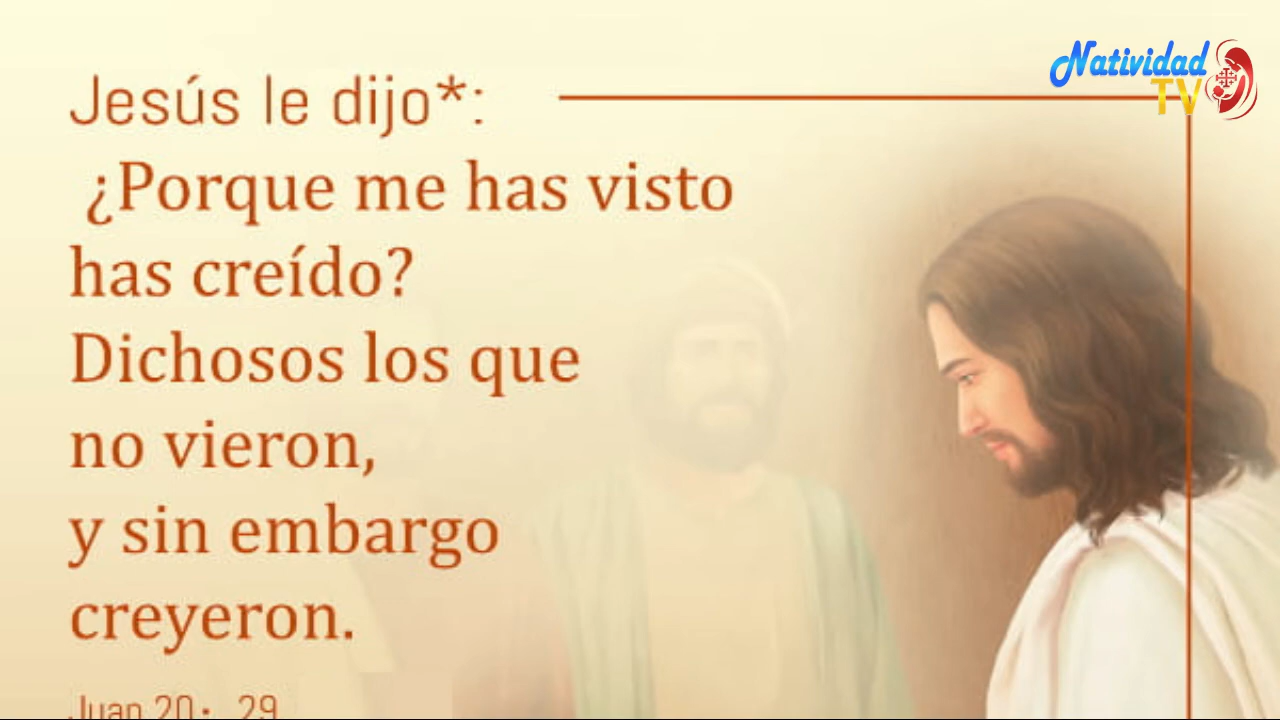 Natividad
TV
Jesús le dijo*:
¿Porque me has visto
has creído?
Dichosos los que
no vieron,
y sin embargo
creyeron.
Juan 20: 29